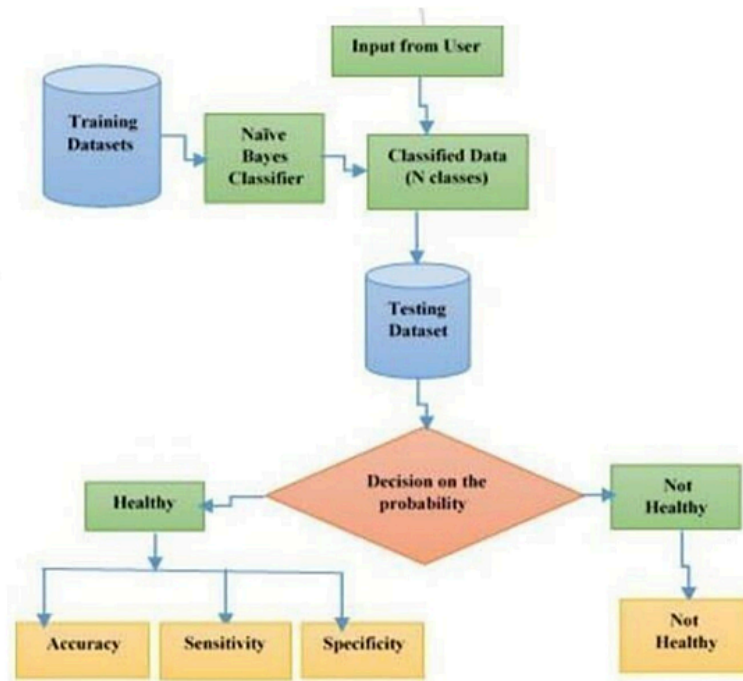 Input from User
Training
Datasets
Naïve
Bayes
Classifier
Classified Data
(N classes)
Testing
Dataset
Decision on the
probability
Healthy
Not
Healthy
Accuracy
Sensitivity
Specificity
Not
Healthy